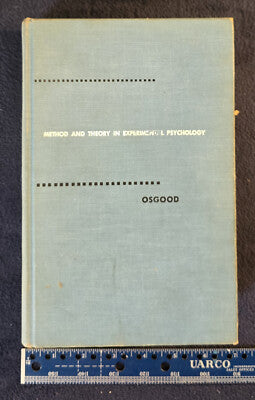 METHOD AND THEORY IN EXPERIMENTAL PSYCHOLOGY
OSGOOD
UARCO